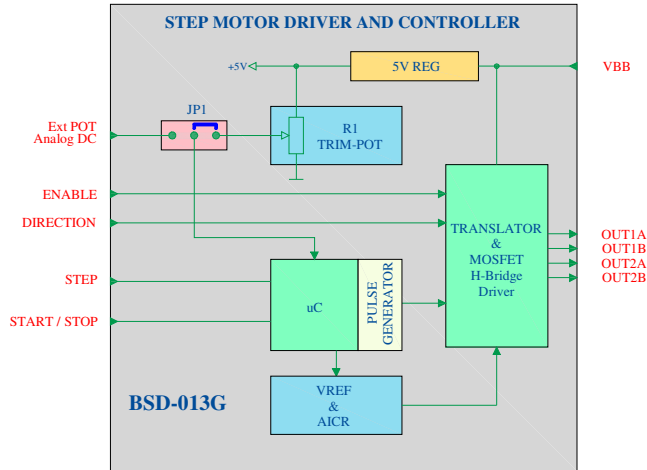 STEP MOTOR DRIVER AND CONTROLLER
+5V
5V REG
VBB
JP1
Ext POT
Analog DC
R1
TRIM-POT
ENABLE
DIRECTION
TRANSLATOR
&
MOSFET
H-Bridge
Driver
OUT1A
OUT1B
OUT2A
OUT2B
STEP
START / STOP
uC
PULSE
GENERATOR
BSD-013G
VREF
&
AICR